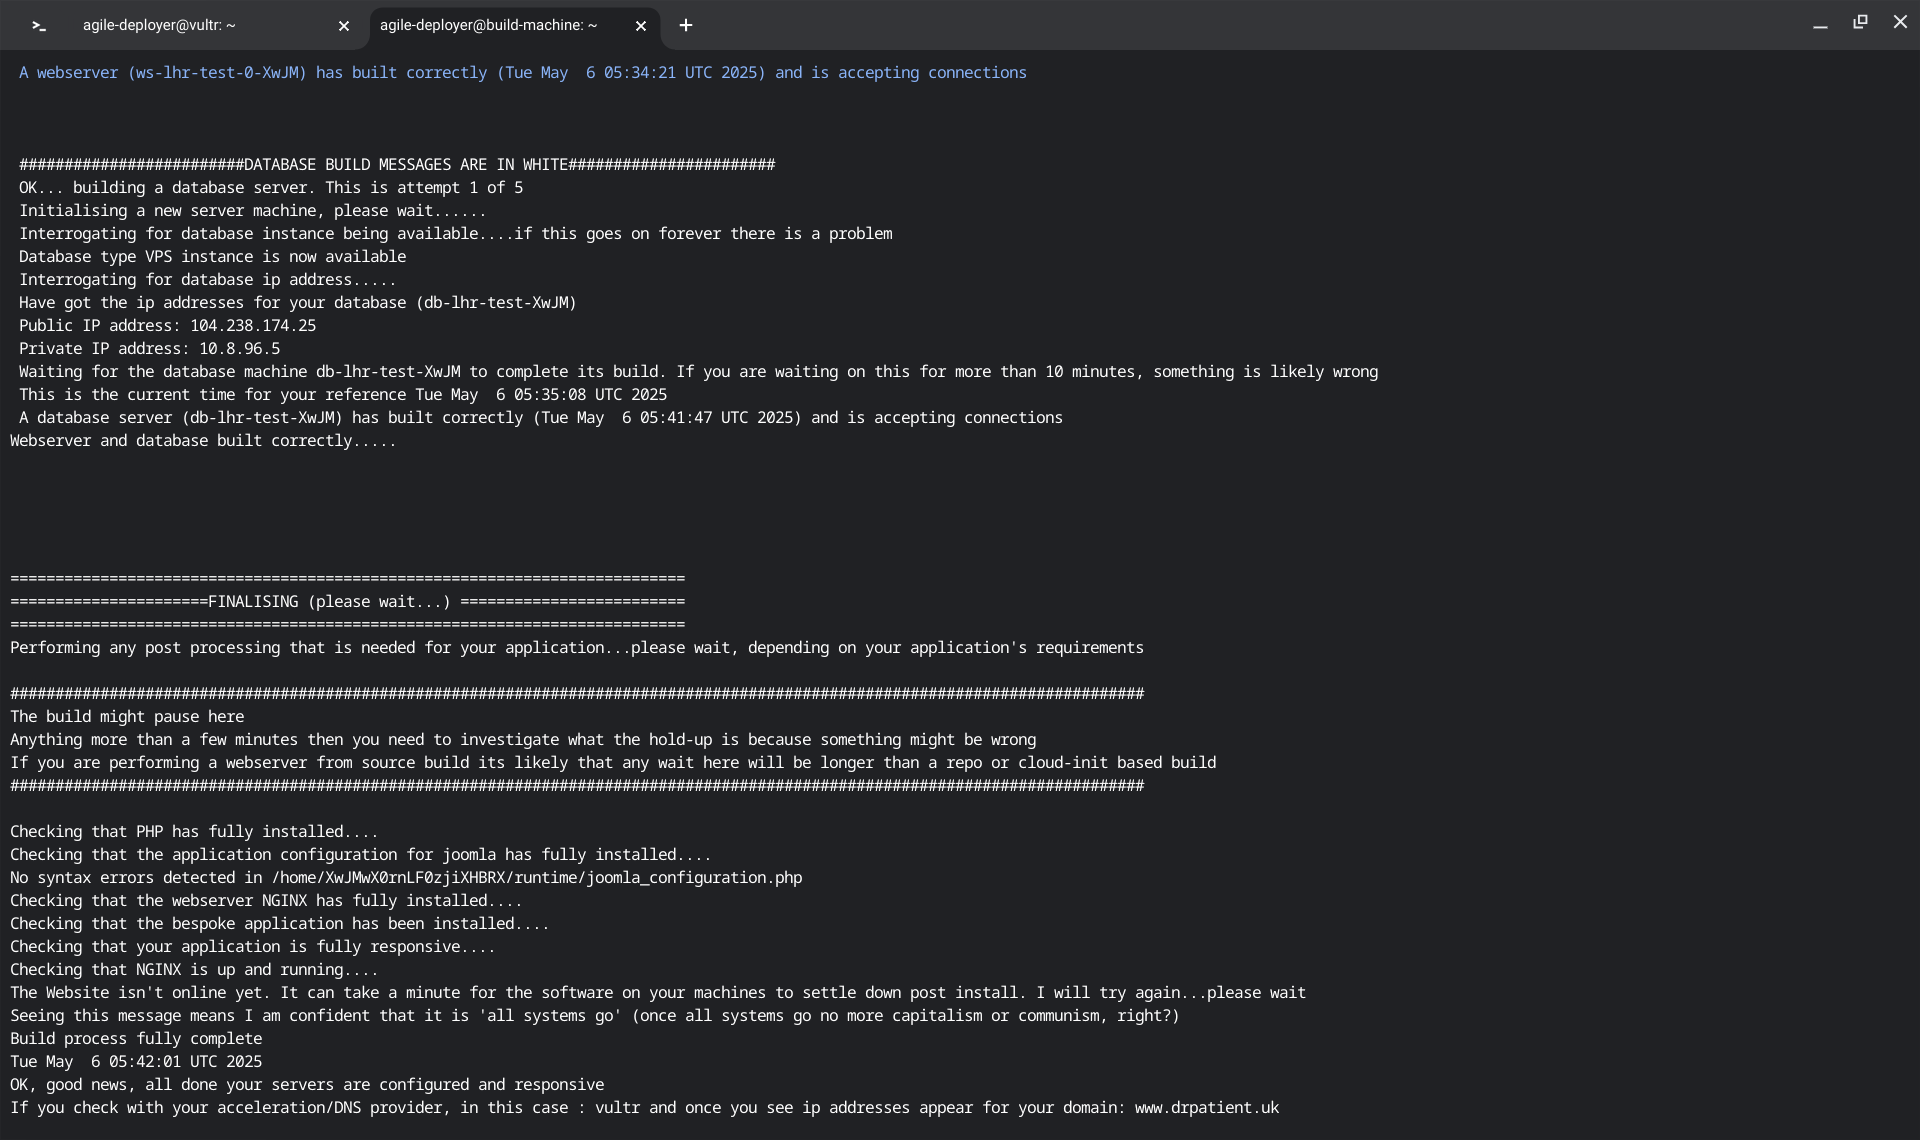 agile-deployer@vultr: ~
agile-deployer@build-machine: ~
A webserver (ws-lhr-test-0-XwJM) has built correctly (Tue May  6 05:34:21 UTC 2025) and is accepting connections
#########################DATABASE BUILD MESSAGES ARE IN WHITE#######################
OK... building a database server. This is attempt 1 of 5
Initialising a new server machine, please wait......
Interrogating for database instance being available....if this goes on forever there is a problem
Database type VPS instance is now available
Interrogating for database ip address.....
Have got the ip addresses for your database (db-lhr-test-XwJM)
Public IP address: 104.238.174.25
Private IP address: 10.8.96.5
Waiting for the database machine db-lhr-test-XwJM to complete its build. If you are waiting on this for more than 10 minutes, something is likely wrong
This is the current time for your reference Tue May  6 05:35:08 UTC 2025
A database server (db-lhr-test-XwJM) has built correctly (Tue May  6 05:41:47 UTC 2025) and is accepting connections
Webserver and database built correctly.....
===========================================================================
======================FINALISING (please wait...) =========================
===========================================================================
Performing any post processing that is needed for your application...please wait, depending on your application's requirements
##############################################################################################################################
The build might pause here
Anything more than a few minutes then you need to investigate what the hold-up is because something might be wrong
If you are performing a webserver from source build its likely that any wait here will be longer than a repo or cloud-init based build
##############################################################################################################################
Checking that PHP has fully installed....
Checking that the application configuration for joomla has fully installed....
No syntax errors detected in /home/XwJMwX0rnLF0zjiXHBRX/runtime/joomla_configuration.php
Checking that the webserver NGINX has fully installed....
Checking that the bespoke application has been installed....
Checking that your application is fully responsive....
Checking that NGINX is up and running....
The Website isn't online yet. It can take a minute for the software on your machines to settle down post install. I will try again...please wait
Seeing this message means I am confident that it is 'all systems go' (once all systems go no more capitalism or communism, right?)
Build process fully complete
Tue May  6 05:42:01 UTC 2025
OK, good news, all done your servers are configured and responsive
If you check with your acceleration/DNS provider, in this case : vultr and once you see ip addresses appear for your domain: www.drpatient.uk